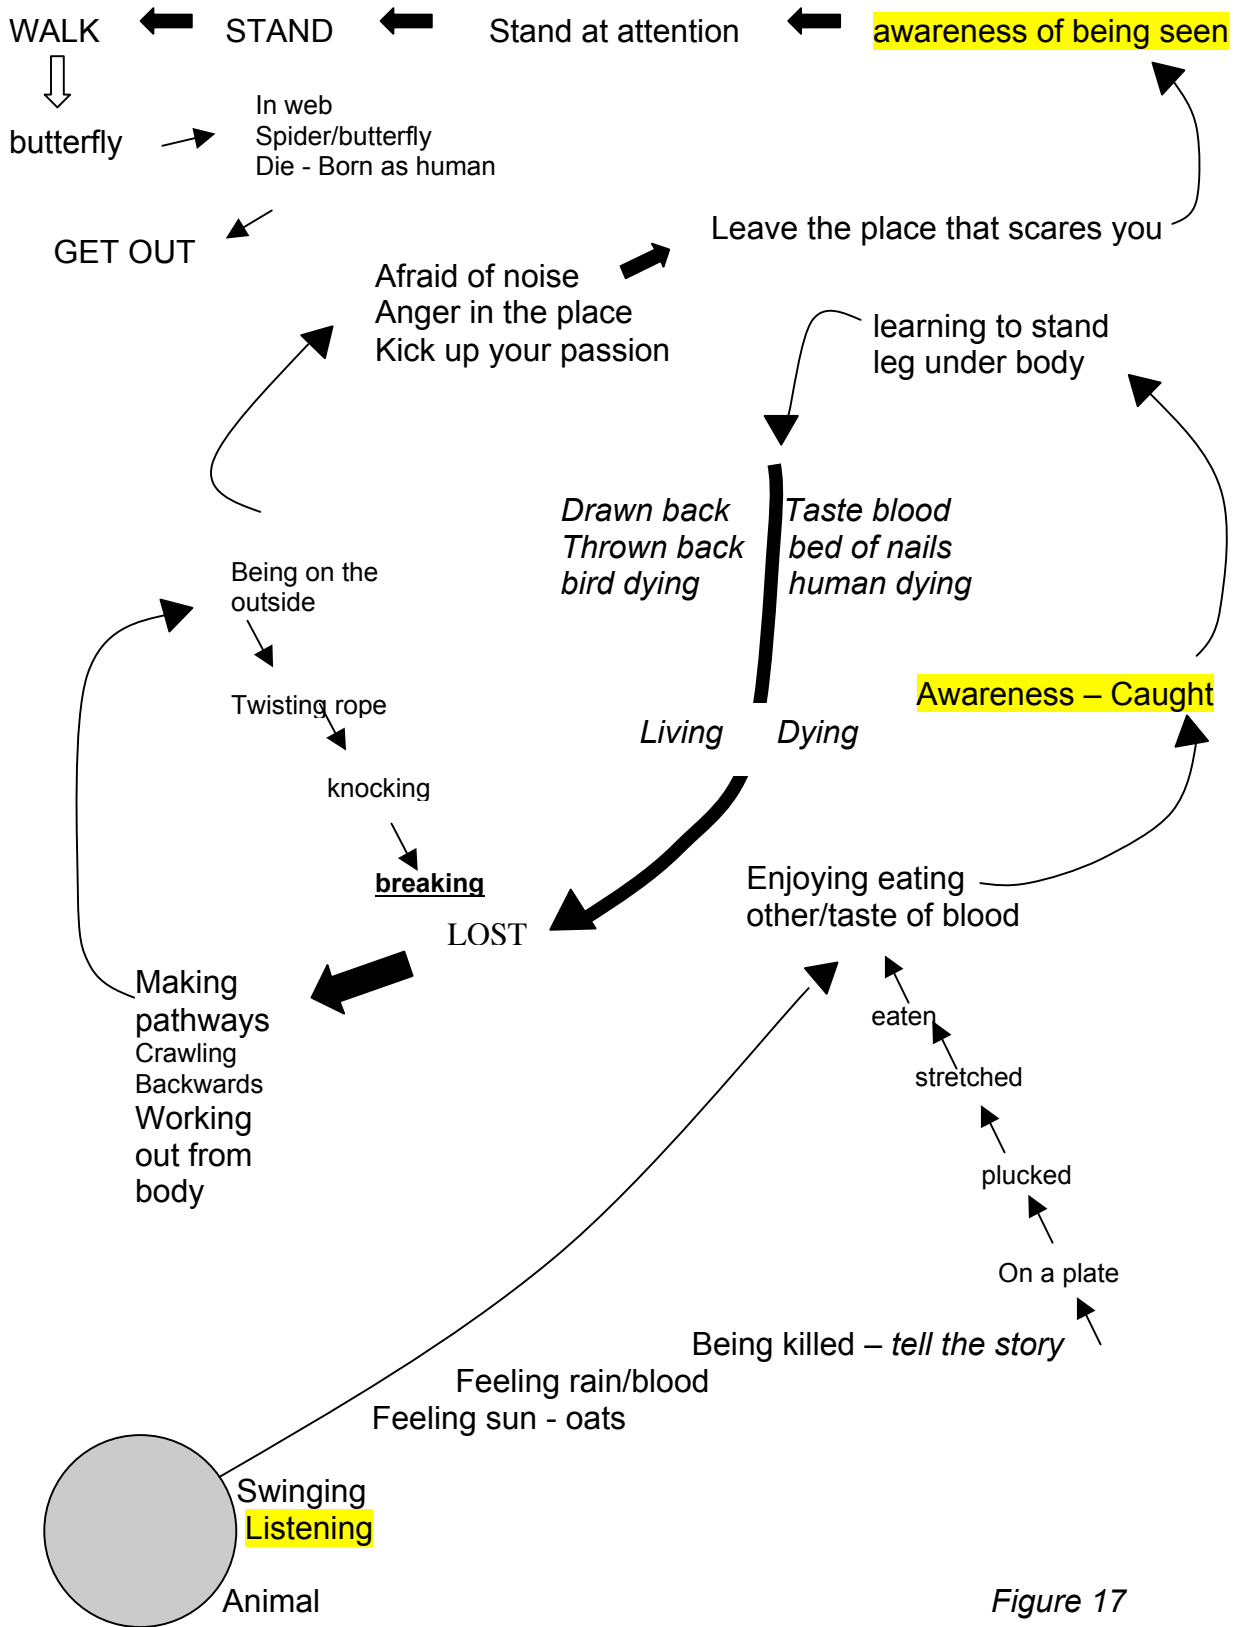 WALK STAND Stand at attention awareness of being seen
In web
butterfly Spider/butterfly
Die - Born as human
GET OUT
Leave the place that scares you
Afraid of noise
Anger in the place
Kick up your passion
learning to stand
leg under body
Drawn back Taste blood
Thrown back bed of nails
bird dying human dying
Being on the
outside
Twisting rope
Awareness – Caught
Living Dying
knocking
breaking
LOST
Enjoying eating
other/taste of blood
Making
pathways
Crawling
Backwards
Working
out from
body
eaten
stretched
plucked
On a plate
Being killed – tell the story
Feeling rain/blood
Feeling sun - oats
Swinging
Listening
Animal
Figure 17